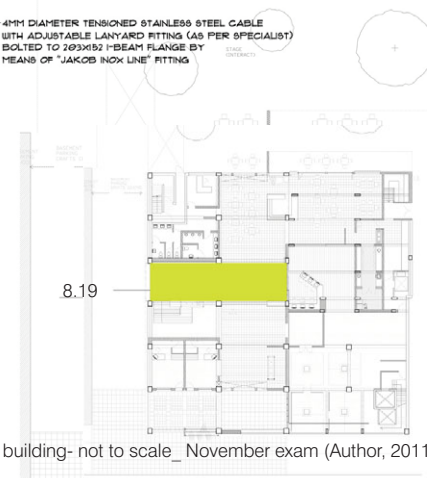 4MM DIAMETER TENSIONED STAINLESS STEEL CABLE
WITH ADJUSTABLE LANYARD FITTING (AS PER SPECIALIST)
BOLTED TO 203X152 I-BEAM FLANGE BY
MEANS OF "JAKOB INOX LINE" FITTING
STAGE
8.19
building- not to scale_ November exam (Author, 2011